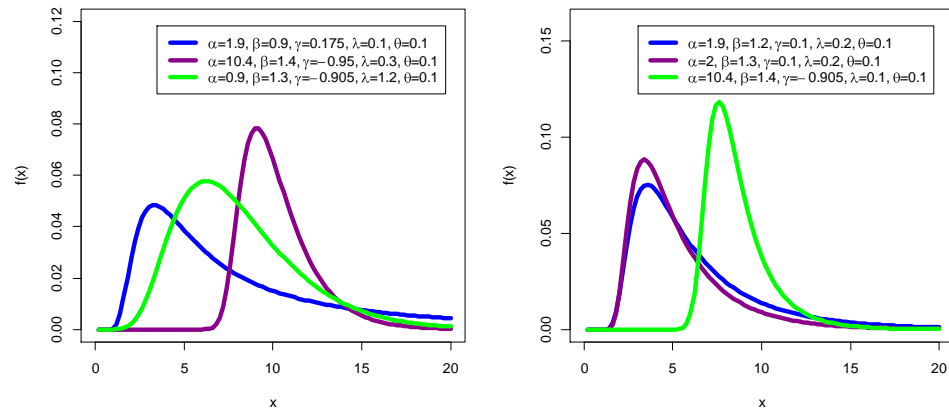 α=1.9, β=0.9, γ=0.175, λ=0.1, θ=0.1
α=10.4, β=1.4, γ=−0.95, λ=0.3, θ=0.1
α=0.9, β=1.3, γ=−0.905, λ=1.2, θ=0.1
f(x)
0.12
0.10
0.08
0.06
0.04
0.02
0.00
0 5 10 15 20
x
α=1.9, β=1.2, γ=0.1, λ=0.2, θ=0.1
α=2, β=1.3, γ=0.1, λ=0.2, θ=0.1
α=10.4, β=1.4, γ=−0.905, λ=0.1, θ=0.1
f(x)
0.15
0.10
0.05
0.00
0 5 10 15 20
x